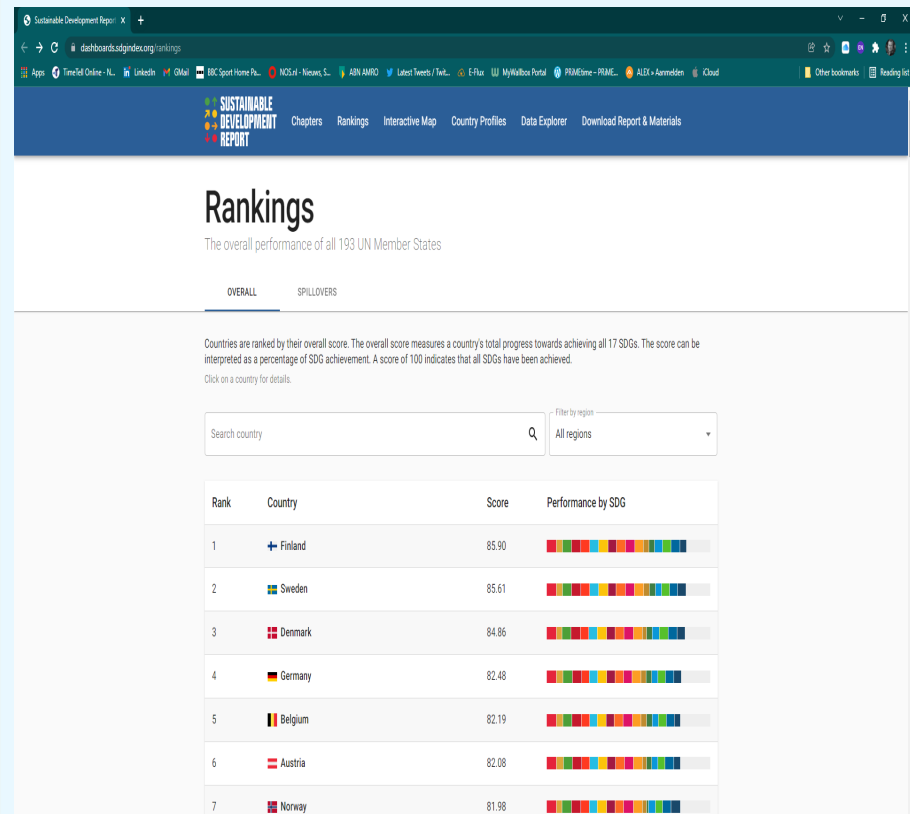 Sustainable Development Report
dashboards.sdgindex.org/rankings
Apps TimeTell Online - N... LinkedIn GMail BBC Sport Home Pa... NOS.nl - Nieuws, S... ABN AMRO Latest Tweets / Twit... E-Flux MyWallbox Portal PRiMEtime – PRiME... ALEX » Aanmelden iCloud Other bookmarks Reading list
SUSTAINABLE
DEVELOPMENT
REPORT
Chapters Rankings Interactive Map Country Profiles Data Explorer Download Report & Materials
Rankings
The overall performance of all 193 UN Member States
OVERALL SPILLOVERS
Countries are ranked by their overall score. The overall score measures a country's total progress towards achieving all 17 SDGs. The score can be
interpreted as a percentage of SDG achievement. A score of 100 indicates that all SDGs have been achieved.
Click on a country for details.
Filter by region
Search country All regions
Rank Country Score Performance by SDG
1 Finland 85.90
2 Sweden 85.61
3 Denmark 84.86
4 Germany 82.48
5 Belgium 82.19
6 Austria 82.08
7 Norway 81.98